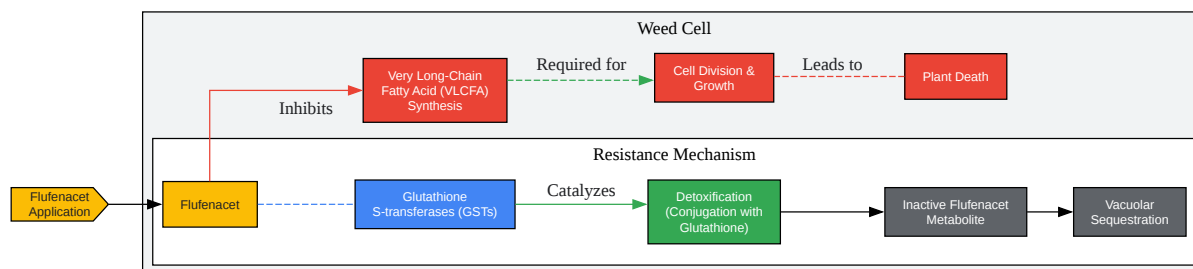 Weed Cell
Very Long-Chain
Fatty Acid (VLCFA)
Synthesis
Required for
Cell Division &
Growth
Leads to
Plant Death
Inhibits
Resistance Mechanism
Flufenacet
Application
Flufenacet
Glutathione
S-transferases (GSTs)
Catalyzes
Detoxification
(Conjugation with
Glutathione)
Inactive Flufenacet
Metabolite
Vacuolar
Sequestration